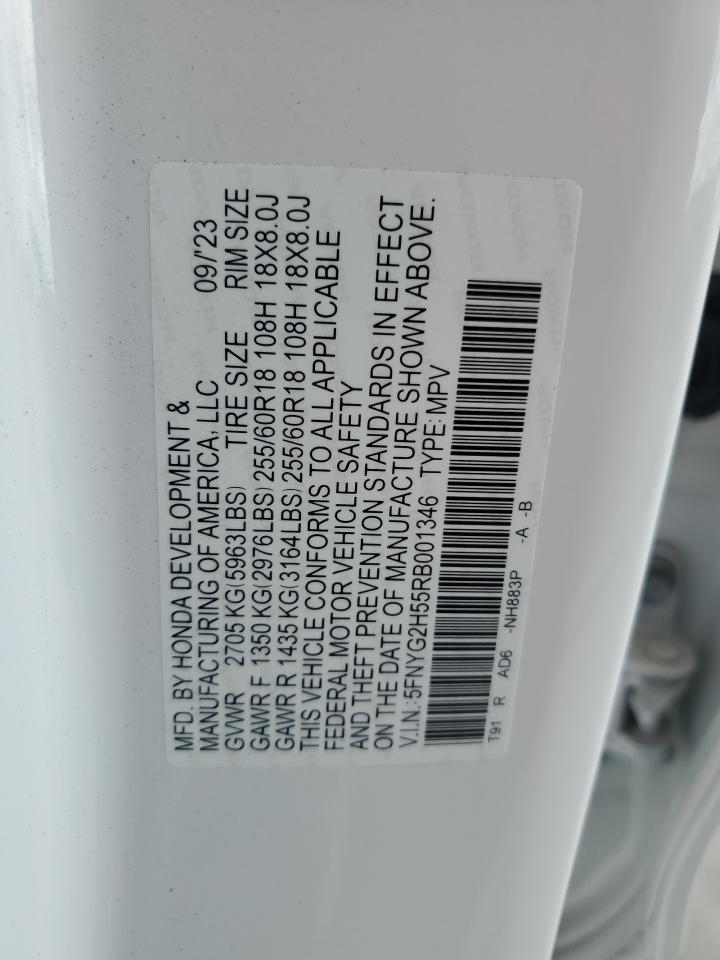 MFD. BY HONDA DEVELOPMENT &
MANUFACTURING OF AMERICA, LLC 09/'23
GVWR 2705 KG(5963LBS) TIRE SIZE RIM SIZE
GAWR F 1350 KG(2976LBS) 255/60R18 108H 18X8.0J
GAWR R 1435 KG(3164LBS) 255/60R18 108H 18X8.0J
THIS VEHICLE CONFORMS TO ALL APPLICABLE
FEDERAL MOTOR VEHICLE SAFETY
AND THEFT PREVENTION STANDARDS IN EFFECT
ON THE DATE OF MANUFACTURE SHOWN ABOVE.
V.I.N.:5FNYG2H55RB001346 TYPE:MPV
T91 R AD6 -NH883P -A -B